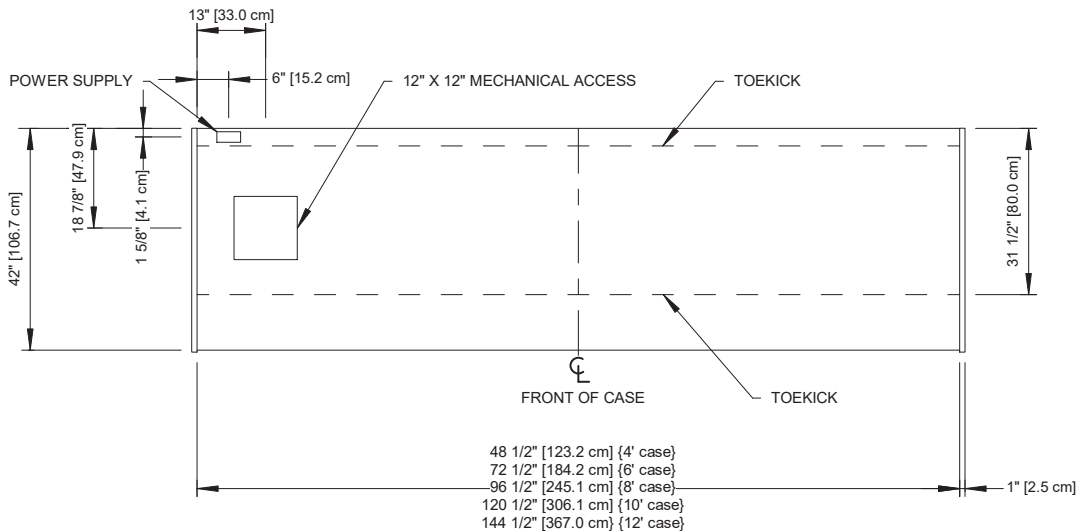 13" [33.0 cm]
POWER SUPPLY
6" [15.2 cm]
12" X 12" MECHANICAL ACCESS
TOEKICK
42" [106.7 cm]
18 7/8" [47.9 cm]
1 5/8" [4.1 cm]
31 1/2" [80.0 cm]
℄
FRONT OF CASE
TOEKICK
48 1/2" [123.2 cm] {4' case}
72 1/2" [184.2 cm] {6' case}
96 1/2" [245.1 cm] {8' case}
120 1/2" [306.1 cm] {10' case}
144 1/2" [367.0 cm} {12' case}
1" [2.5 cm]